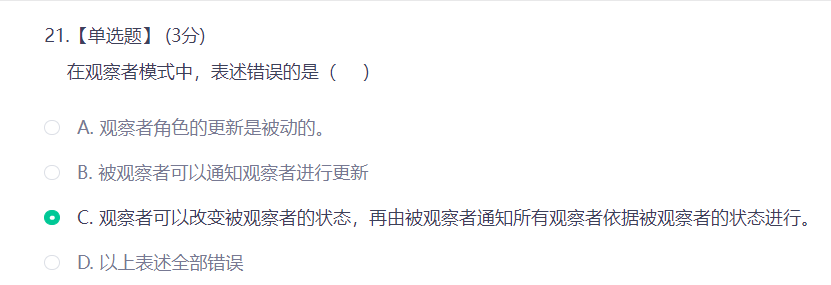 21.【单选题】 (3分)
在观察者模式中，表述错误的是（ ）
A. 观察者角色的更新是被动的。
B. 被观察者可以通知观察者进行更新
C. 观察者可以改变被观察者的状态，再由被观察者通知所有观察者依据被观察者的状态进行。
D. 以上表述全部错误